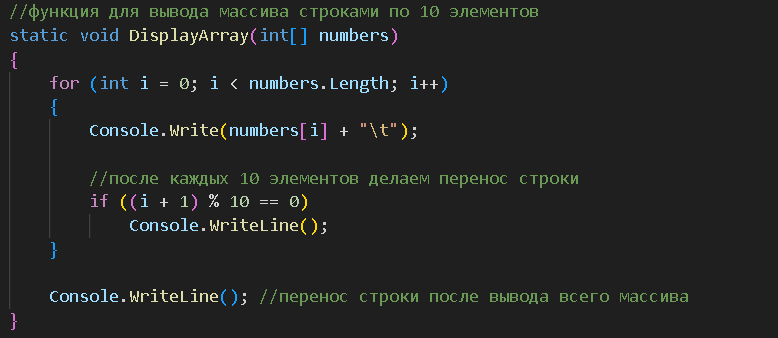 //функция для вывода массива строками по 10 элементов
static void DisplayArray(int[] numbers)
{
    for (int i = 0; i < numbers.Length; i++)
    {
        Console.Write(numbers[i] + "\t");

        //после каждых 10 элементов делаем перенос строки
        if ((i + 1) % 10 == 0)
            Console.WriteLine();
    }

    Console.WriteLine(); //перенос строки после вывода всего массива
}